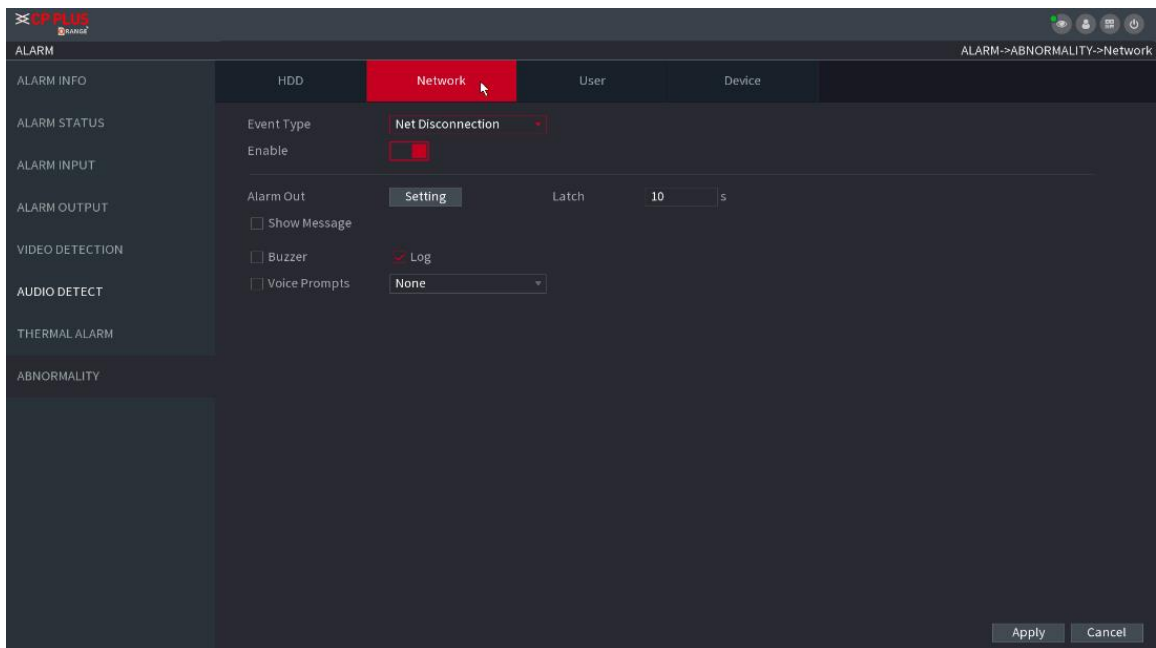 CP PLUS
ORANGE
ALARM
ALARM->ABNORMALITY->Network
ALARM INFO
ALARM STATUS
ALARM INPUT
ALARM OUTPUT
VIDEO DETECTION
AUDIO DETECT
THERMAL ALARM
ABNORMALITY
HDD Network User Device
Event Type Net Disconnection
Enable
Alarm Out Setting Latch 10 s
Show Message
Buzzer Log
Voice Prompts None
Apply Cancel